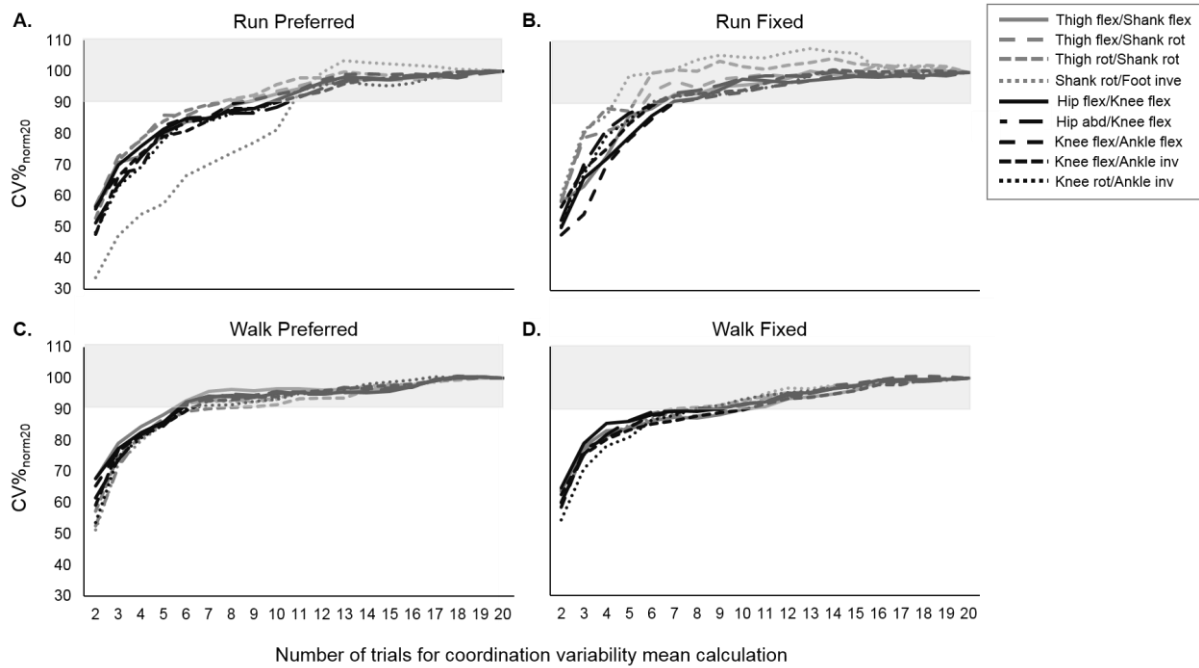 A.
Run Preferred
110
100
90
80
70
60
50
40
30
CV%norm20
B.
Run Fixed
Thigh flex/Shank flex
Thigh flex/Shank rot
Thigh rot/Shank rot
Shank rot/Foot inve
Hip flex/Knee flex
Hip abd/Knee flex
Knee flex/Ankle flex
Knee flex/Ankle inv
Knee rot/Ankle inv
C.
Walk Preferred
110
100
90
80
70
60
50
40
30
CV%norm20
2 3 4 5 6 7 8 9 10 11 12 13 14 15 16 17 18 19 20
D.
Walk Fixed
2 3 4 5 6 7 8 9 10 11 12 13 14 15 16 17 18 19 20
Number of trials for coordination variability mean calculation